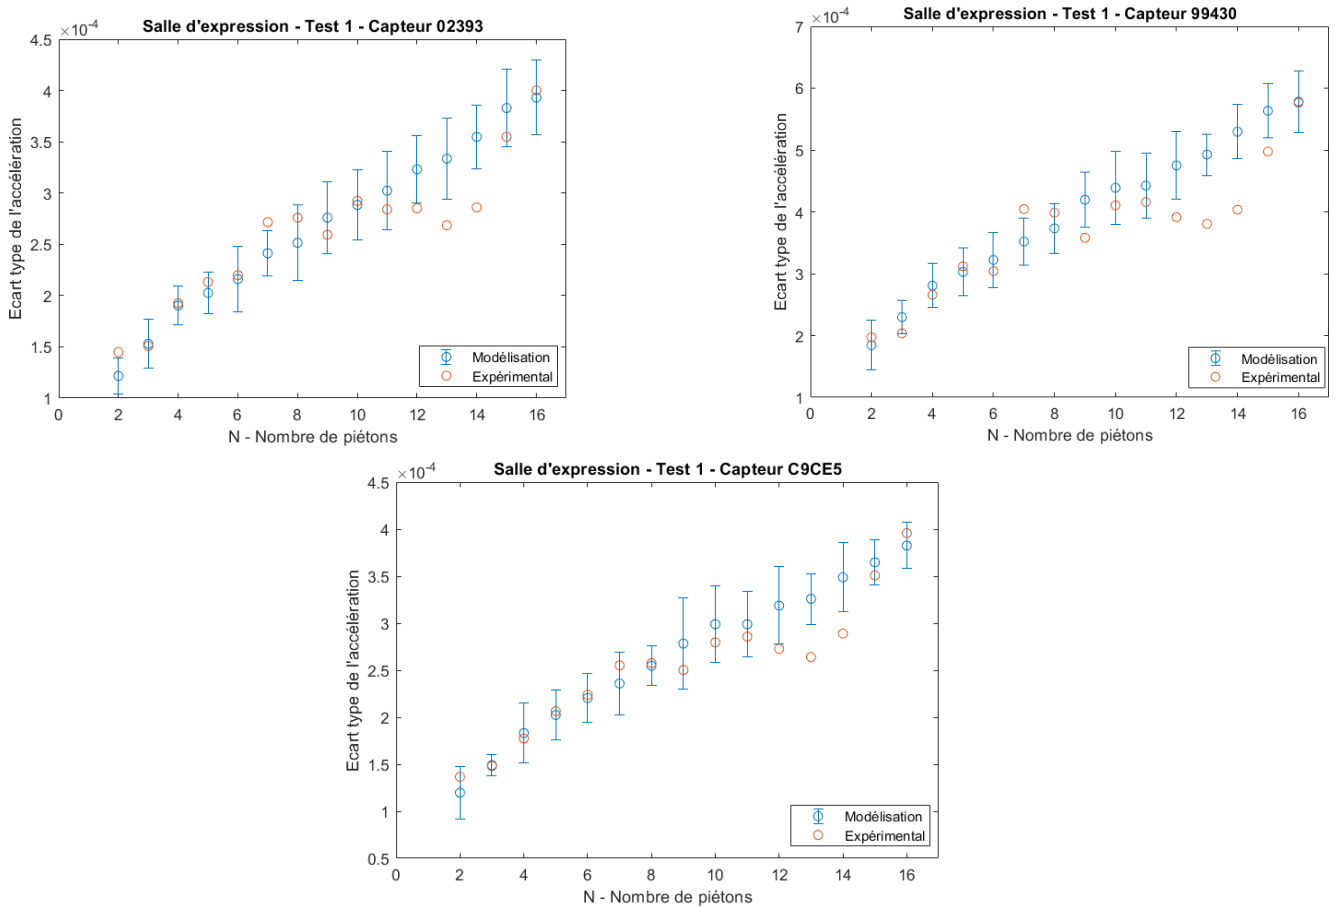 Salle d'expression - Test 1 - Capteur 02393
×10-4
4.5
4
3.5
3
2.5
2
1.5
1
0 2 4 6 8 10 12 14 16
Ecart type de l'accélération
N - Nombre de piétons
Modélisation
Expérimental
Salle d'expression - Test 1 - Capteur 99430
×10-4
7
6
5
4
3
2
1
0 2 4 6 8 10 12 14 16
Ecart type de l'accélération
N - Nombre de piétons
Modélisation
Expérimental
Salle d'expression - Test 1 - Capteur C9CE5
×10-4
4.5
4
3.5
3
2.5
2
1.5
1
0.5
0 2 4 6 8 10 12 14 16
Ecart type de l'accélération
N - Nombre de piétons
Modélisation
Expérimental